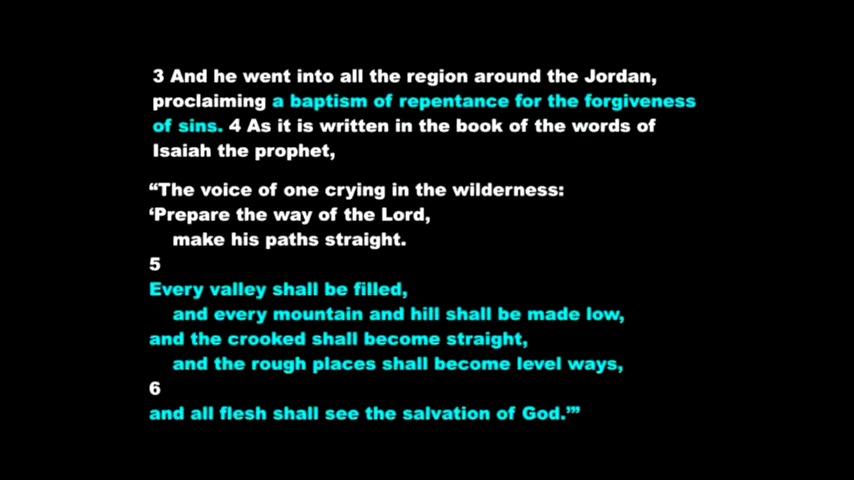 3 And he went into all the region around the Jordan,
proclaiming a baptism of repentance for the forgiveness
of sins. 4 As it is written in the book of the words of
Isaiah the prophet,
“The voice of one crying in the wilderness:
‘Prepare the way of the Lord,
make his paths straight.
5
Every valley shall be filled,
and every mountain and hill shall be made low,
and the crooked shall become straight,
and the rough places shall become level ways,
6
and all flesh shall see the salvation of God.’”